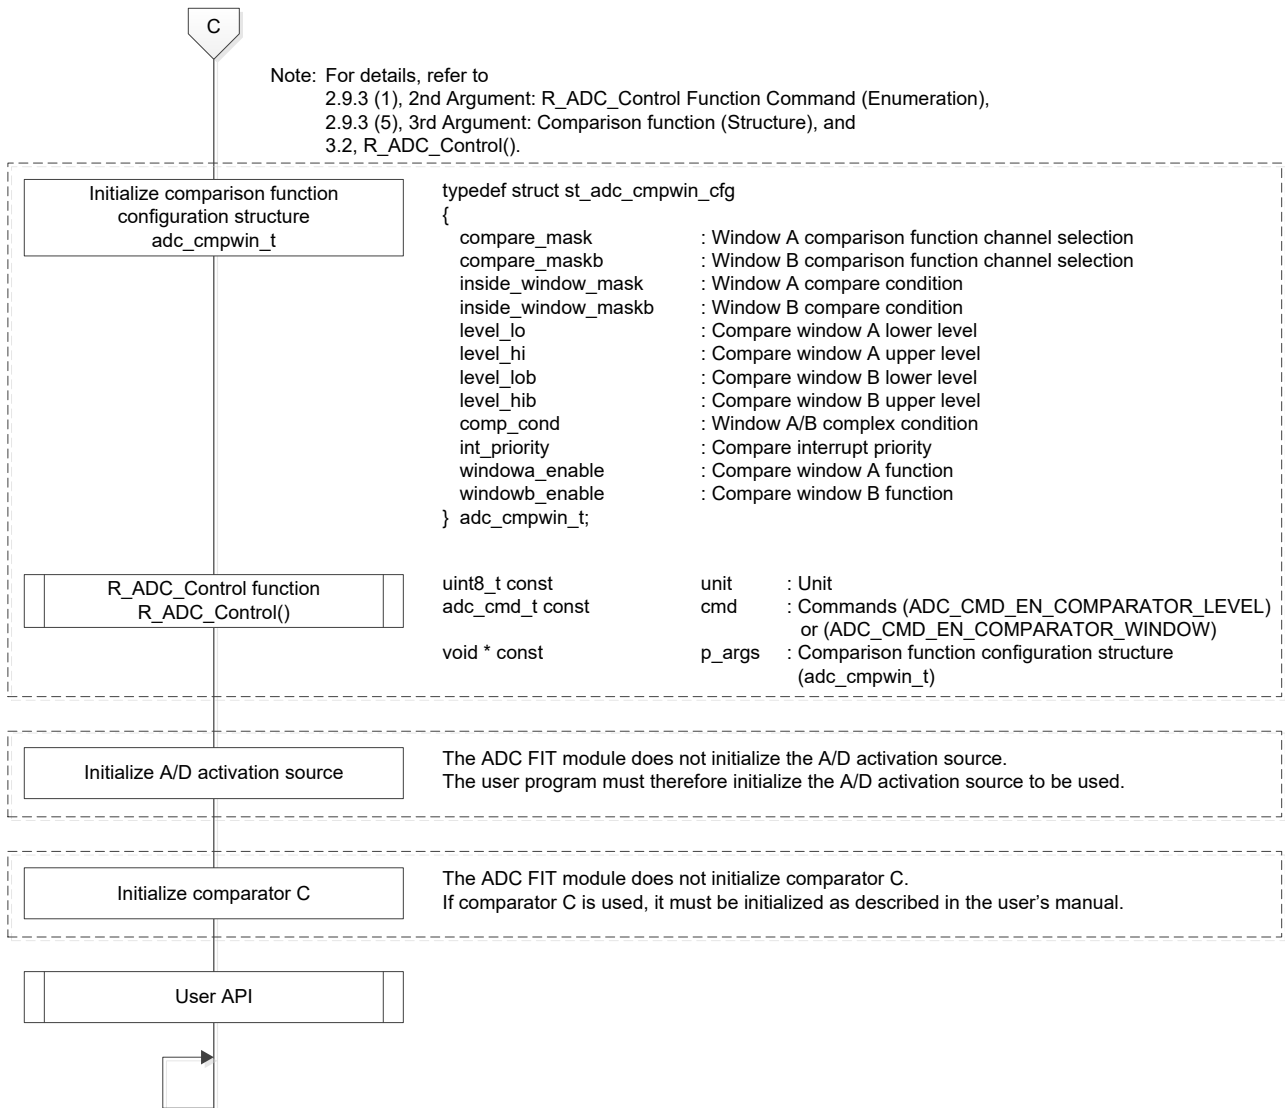 C
Note: For details, refer to
2.9.3 (1), 2nd Argument: R_ADC_Control Function Command (Enumeration),
2.9.3 (5), 3rd Argument: Comparison function (Structure), and
3.2, R_ADC_Control().
Initialize comparison function
configuration structure
adc_cmpwin_t
typedef struct st_adc_cmpwin_cfg
{
compare_mask : Window A comparison function channel selection
compare_maskb : Window B comparison function channel selection
inside_window_mask : Window A compare condition
inside_window_maskb : Window B compare condition
level_lo : Compare window A lower level
level_hi : Compare window A upper level
level_lob : Compare window B lower level
level_hib : Compare window B upper level
comp_cond : Window A/B complex condition
int_priority : Compare interrupt priority
windowa_enable : Compare window A function
windowb_enable : Compare window B function
} adc_cmpwin_t;
R_ADC_Control function
R_ADC_Control()
uint8_t const unit : Unit
adc_cmd_t const cmd : Commands (ADC_CMD_EN_COMPARATOR_LEVEL)
or (ADC_CMD_EN_COMPARATOR_WINDOW)
void * const p_args : Comparison function configuration structure
(adc_cmpwin_t)
Initialize A/D activation source
The ADC FIT module does not initialize the A/D activation source.
The user program must therefore initialize the A/D activation source to be used.
Initialize comparator C
The ADC FIT module does not initialize comparator C.
If comparator C is used, it must be initialized as described in the user's manual.
User API